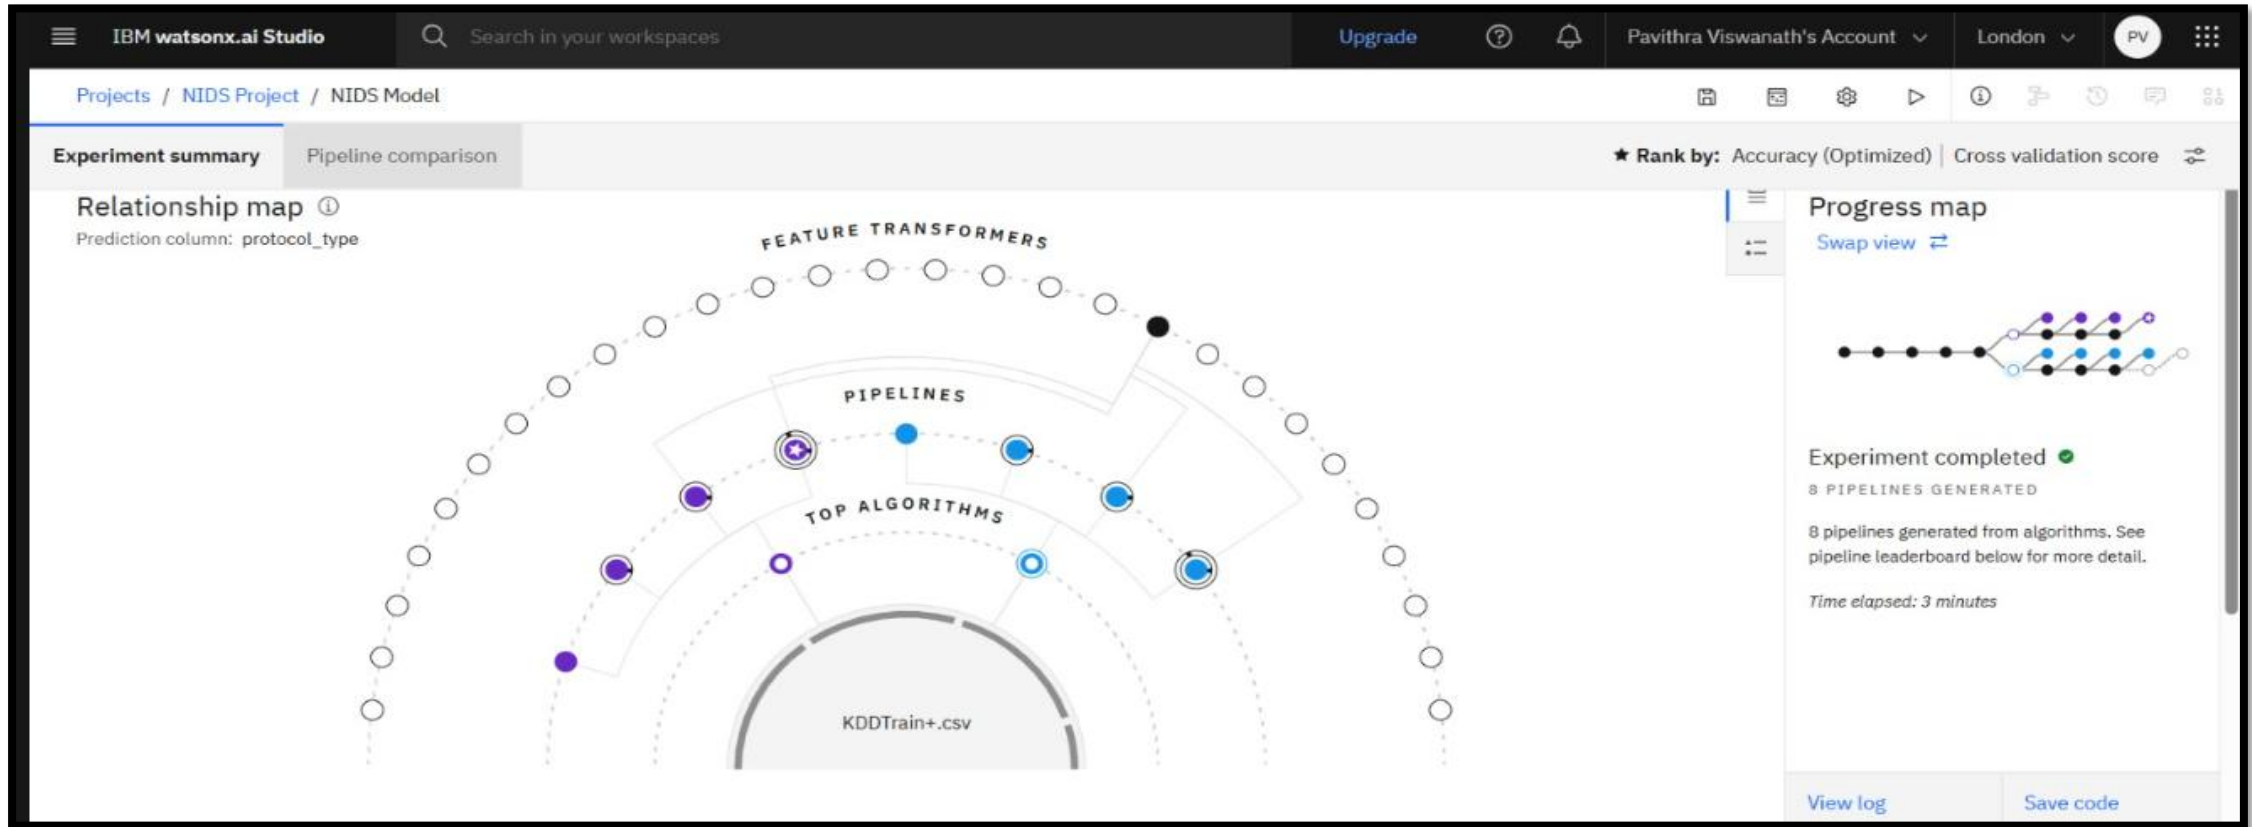 IBM watsonx.ai Studio
Search in your workspaces
Upgrade
Pavithra Viswanath's Account
London
PV
Projects / NIDS Project / NIDS Model
Experiment summary
Pipeline comparison
★ Rank by: Accuracy (Optimized) | Cross validation score
Relationship map
Prediction column: protocol_type
FEATURE TRANSFORMERS
PIPELINES
TOP ALGORITHMS
KDDTrain+.csv
Progress map
Swap view
Experiment completed
8 PIPELINES GENERATED
8 pipelines generated from algorithms. See
pipeline leaderboard below for more detail.
Time elapsed: 3 minutes
View log
Save code